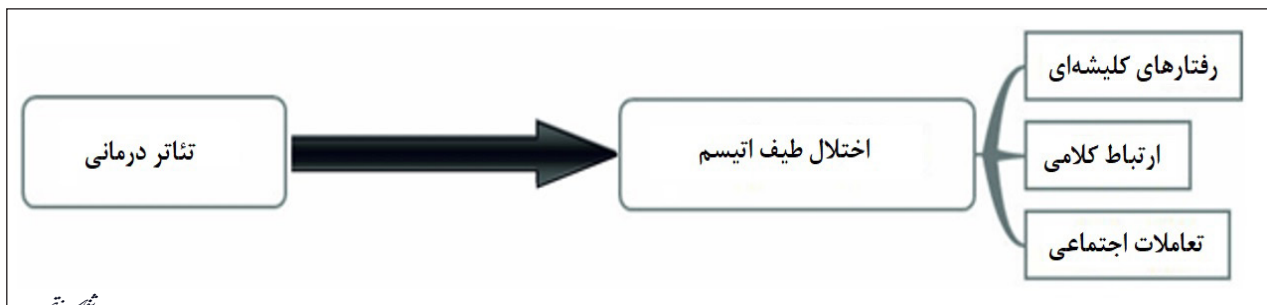 تئاتر درمانی
اختلال طیف اتیسم
رفتارهای کلیشه‌ای
ارتباط کلامی
تعاملات اجتماعی